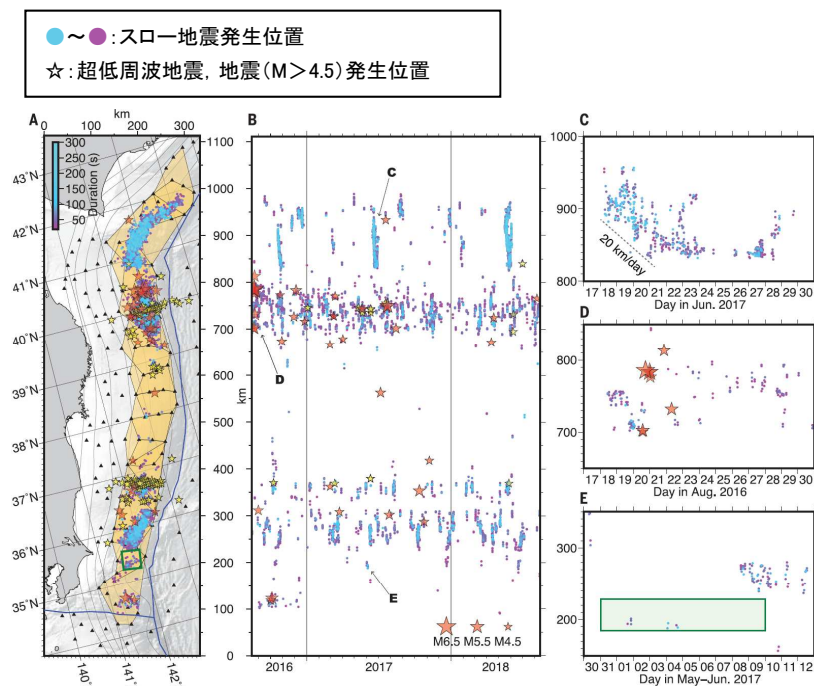 ●～●:スロー地震発生位置
☆:超低周波地震, 地震(M＞4.5)発生位置
A
km
0 100 200 300
300
250
200
150
100
50
Duration (s)
43˚N
42˚N
41˚N
40˚N
39˚N
38˚N
37˚N
36˚N
35˚N
140˚
141˚
142˚
B
1100
1000
900
800
700
600
500
400
300
200
100
0
km
C
D
E
M6.5 M5.5 M4.5
2016 2017 2018
C
1000
900
800
20 km/day
17 18 19 20 21 22 23 24 25 26 27 28 29 30
Day in Jun. 2017
D
800
700
17 18 19 20 21 22 23 24 25 26 27 28 29 30
Day in Aug, 2016
E
300
200
30 31 01 02 03 04 05 06 07 08 09 10 11 12
Day in May–Jun. 2017